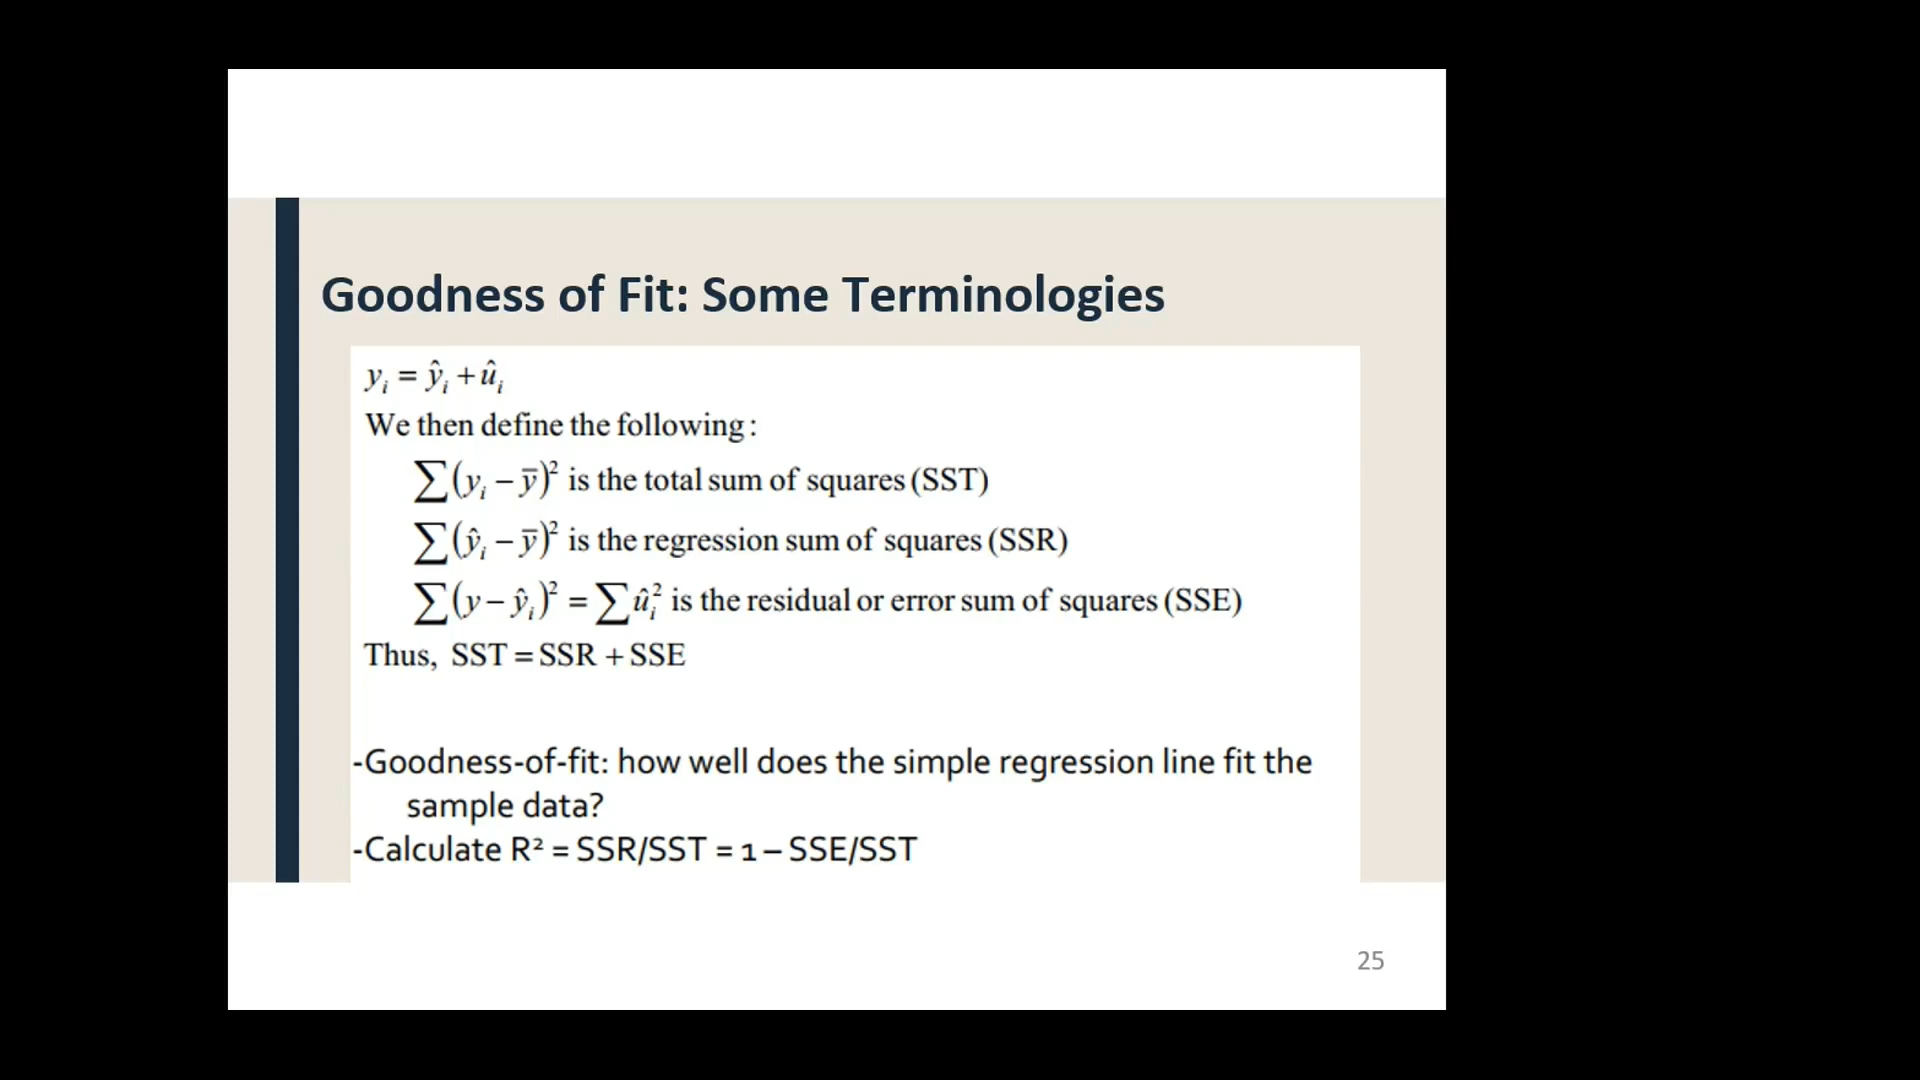 Goodness of Fit: Some Terminologies
yᵢ = ŷᵢ + ûᵢ
We then define the following:
∑(yᵢ − ȳ)² is the total sum of squares (SST)
∑(ŷᵢ − ȳ)² is the regression sum of squares (SSR)
∑(y − ŷᵢ)² = ∑ûᵢ² is the residual or error sum of squares (SSE)
Thus, SST = SSR + SSE
-Goodness-of-fit: how well does the simple regression line fit the
sample data?
-Calculate R² = SSR/SST = 1 – SSE/SST
25